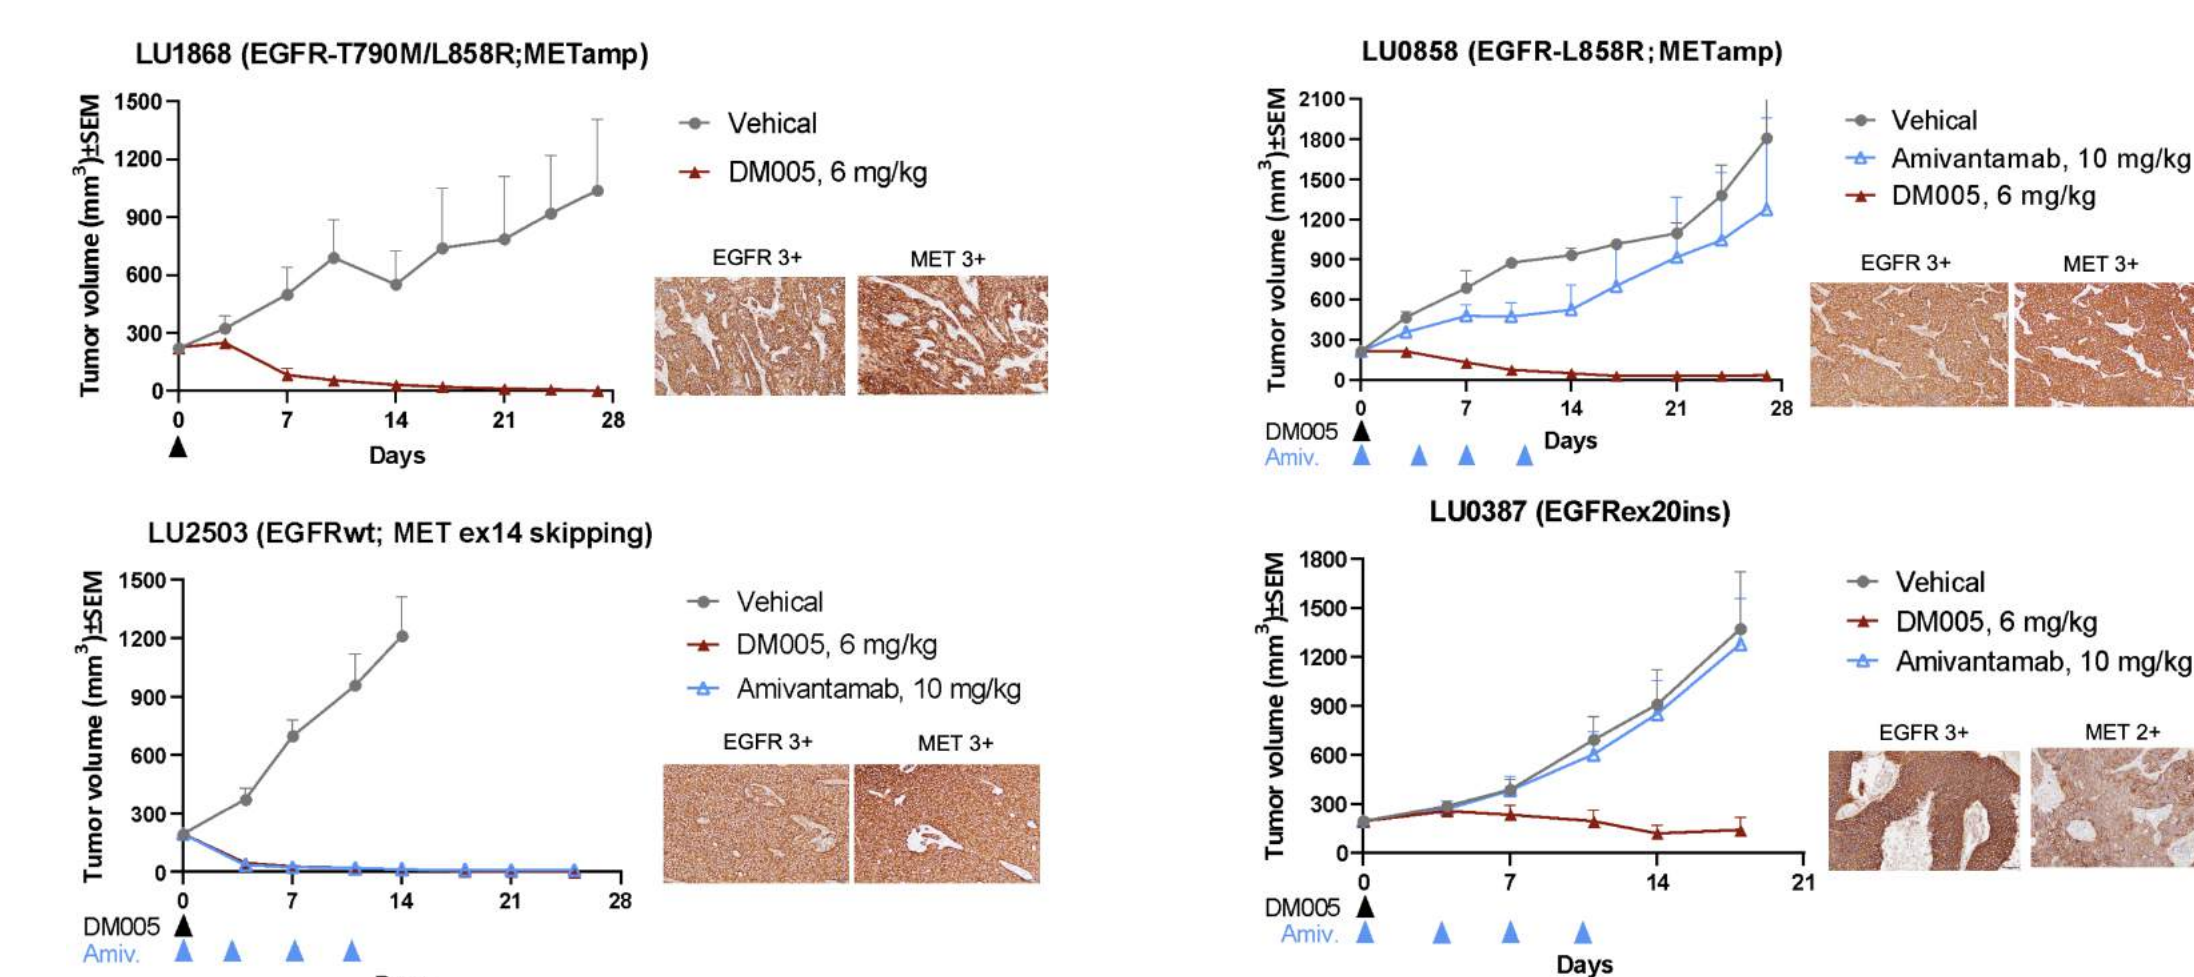 LU1868 (EGFR-T790M/L858R;METamp)
Tumor volume (mm³)±SEM
1500
1200
900
600
300
0
0 7 14 21 28
Days
Vehical
DM005, 6 mg/kg
EGFR 3+ MET 3+
LU0858 (EGFR-L858R; METamp)
Tumor volume (mm³)±SEM
2100
1800
1500
1200
900
600
300
0
0 7 14 21 28
DM005
Amiv.
Days
Vehical
Amivantamab, 10 mg/kg
DM005, 6 mg/kg
EGFR 3+ MET 3+
LU2503 (EGFRwt; MET ex14 skipping)
Tumor volume (mm³)±SEM
1500
1200
900
600
300
0
0 7 14 21 28
DM005
Amiv.
Vehical
DM005, 6 mg/kg
Amivantamab, 10 mg/kg
EGFR 3+ MET 3+
LU0387 (EGFRex20ins)
Tumor volume (mm³)±SEM
1800
1500
1200
900
600
300
0
0 7 14 21
DM005
Amiv.
Days
Vehical
DM005, 6 mg/kg
Amivantamab, 10 mg/kg
EGFR 3+ MET 2+